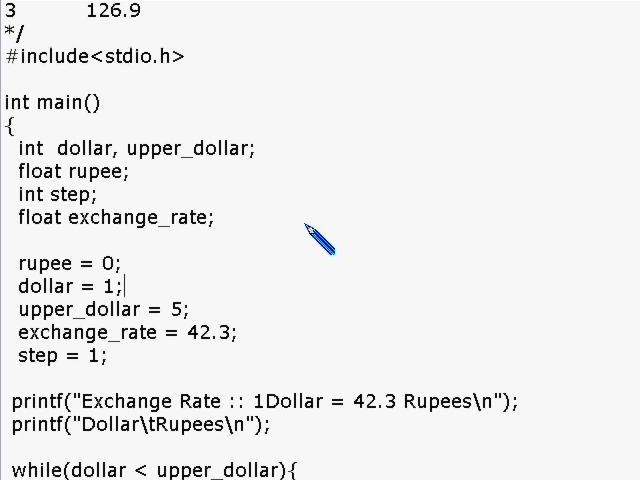 3 126.9
*/
#include<stdio.h>
int main()
{
int dollar, upper_dollar;
float rupee;
int step;
float exchange_rate;
rupee = 0;
dollar = 1;
upper_dollar = 5;
exchange_rate = 42.3;
step = 1;
printf("Exchange Rate :: 1Dollar = 42.3 Rupees\n");
printf("Dollar\tRupees\n");
while(dollar < upper_dollar){